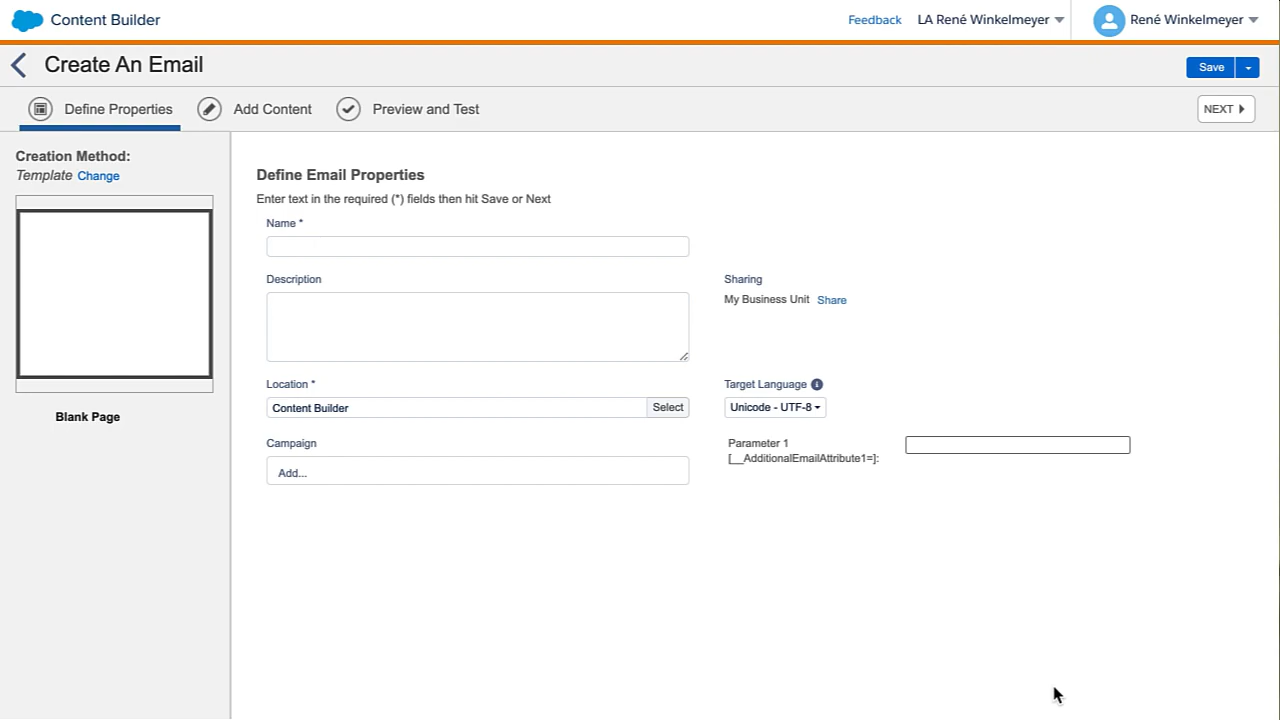 Content Builder
Feedback
LA René Winkelmeyer
René Winkelmeyer
Create An Email
Save
Define Properties
Add Content
Preview and Test
NEXT
Creation Method:
Template Change
Blank Page
Define Email Properties
Enter text in the required (*) fields then hit Save or Next
Name *
Description
Sharing
My Business Unit Share
Location *
Content Builder
Select
Target Language
Unicode - UTF-8
Campaign
Add...
Parameter 1
[__AdditionalEmailAttribute1=]: